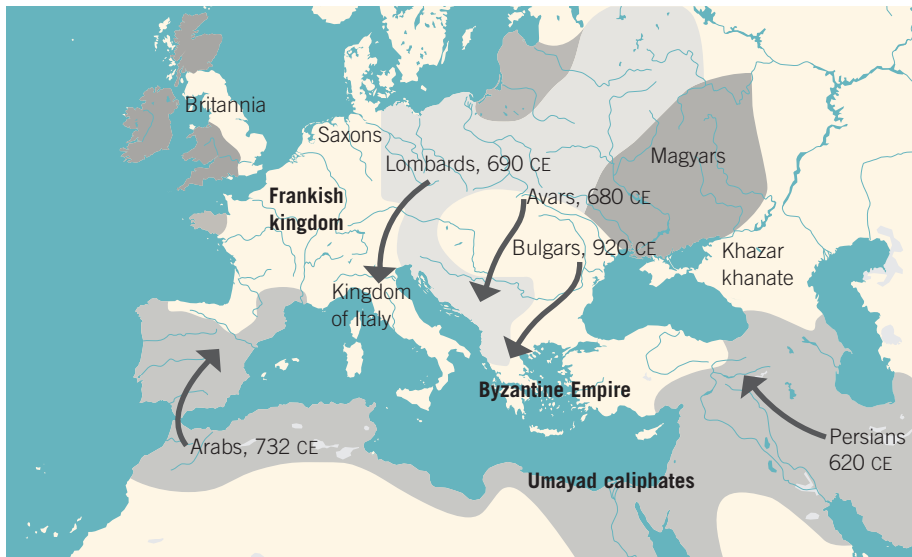 Britannia
Saxons
Lombards, 690 CE
Magyars
Frankish
kingdom
Avars, 680 CE
Bulgars, 920 CE
Khazar
khanate
Kingdom
of Italy
Byzantine Empire
Arabs, 732 CE
Persians
620 CE
Umayad caliphates